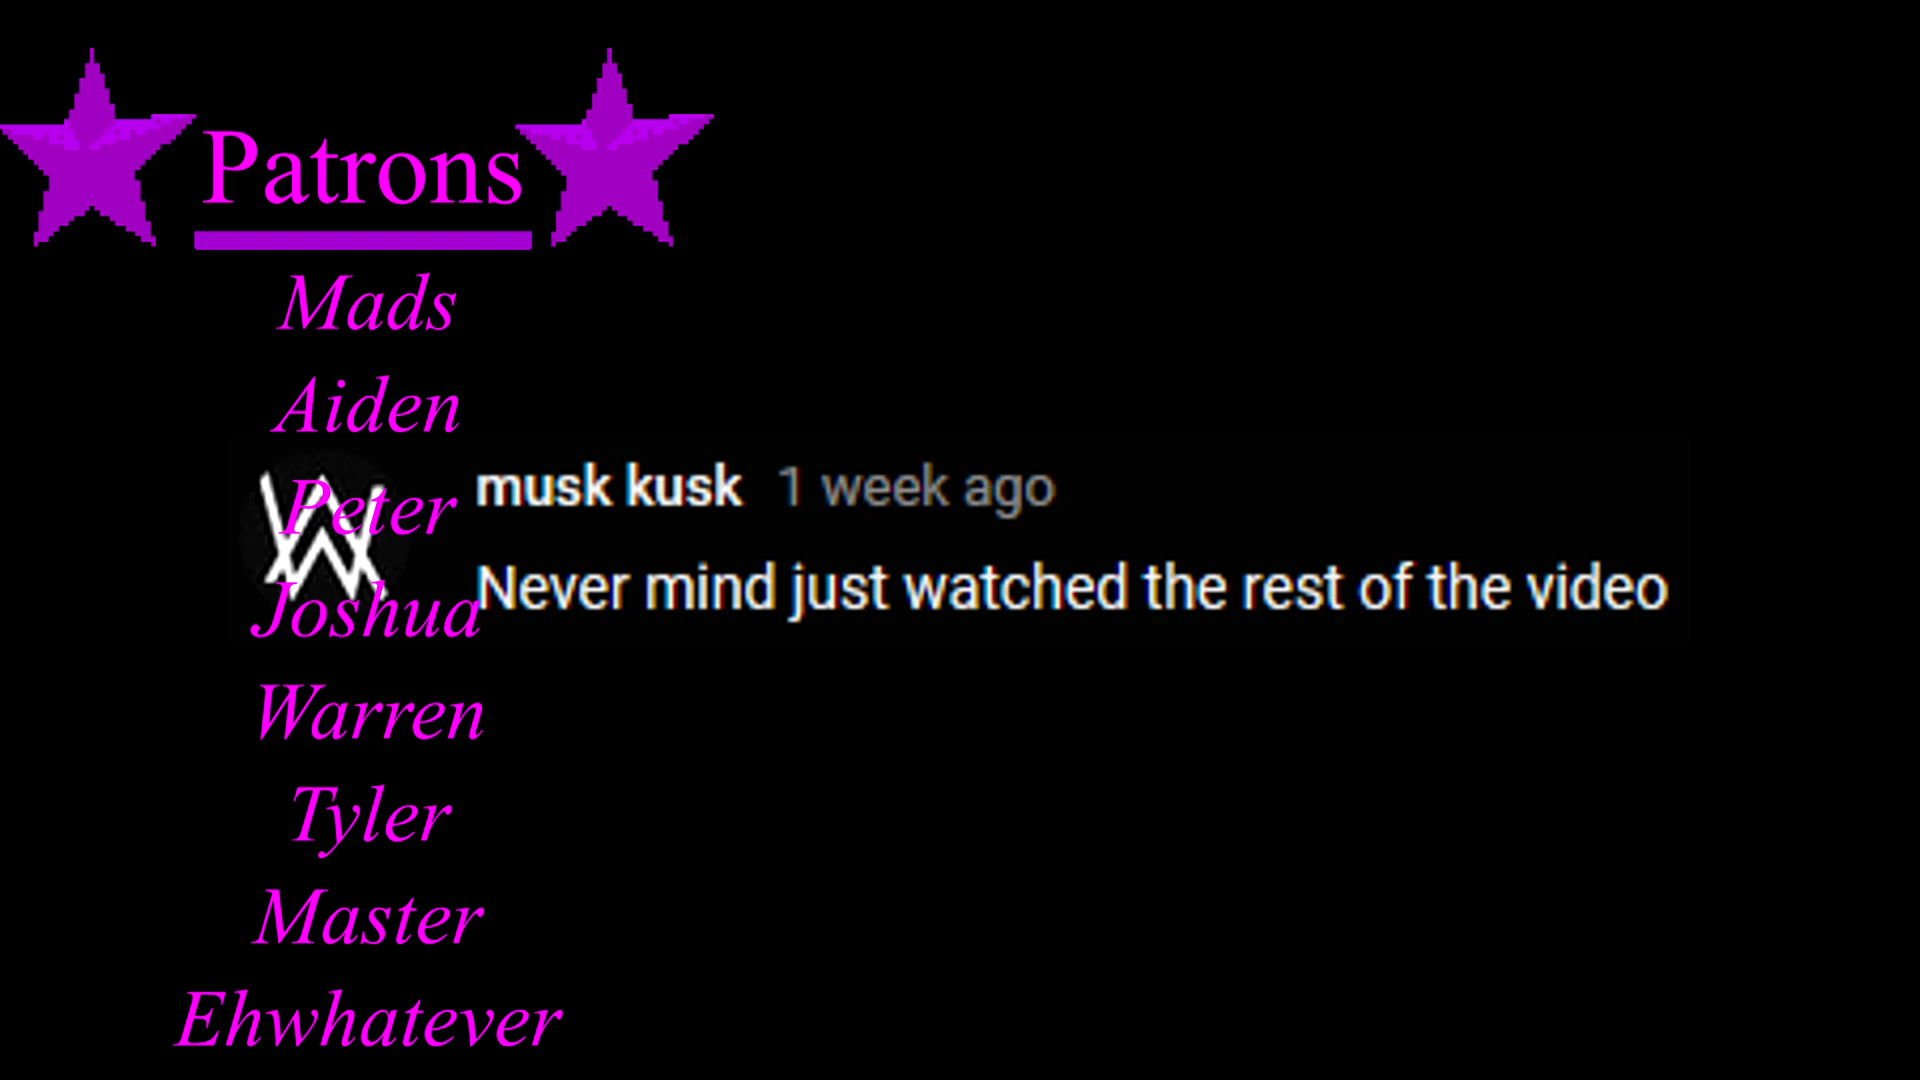 Patrons
Mads
Aiden
Peter
Joshua
Warren
Tyler
Master
Ehwhatever
musk kusk 1 week ago
Never mind just watched the rest of the video